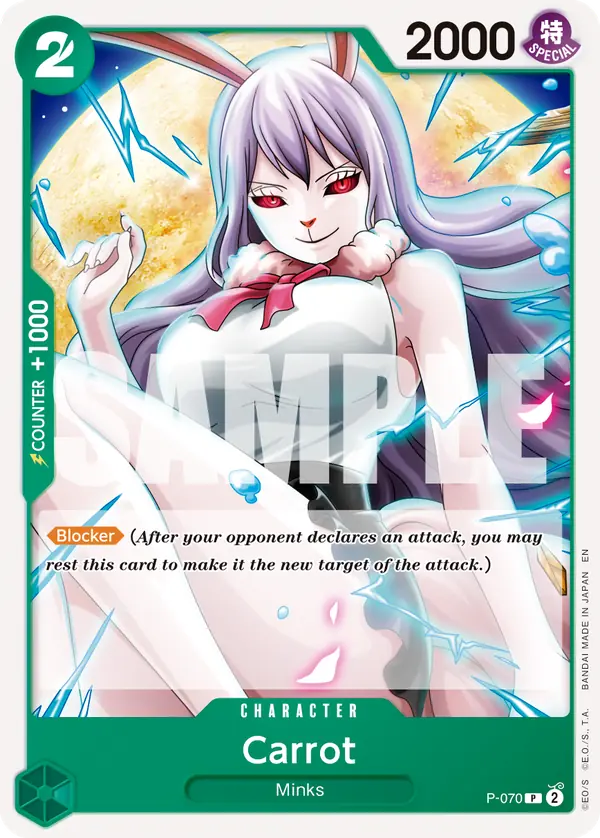 2
2000
特
SPECIAL
COUNTER +1000
SAMPLE
Blocker (After your opponent declares an attack, you may
rest this card to make it the new target of the attack.)
©EO/S ©E.O./S., T.A. BANDAI MADE IN JAPAN EN
CHARACTER
Carrot
Minks
P-070 P 2